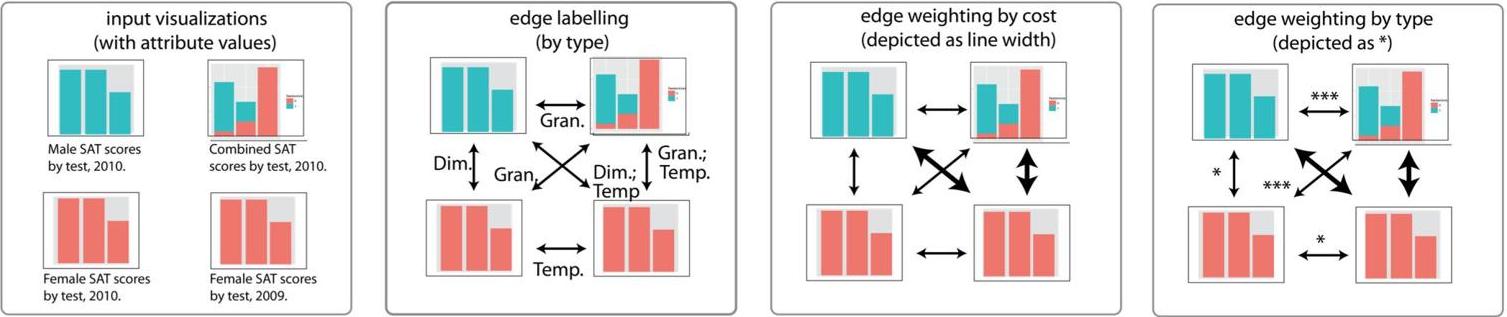 input visualizations
(with attribute values)
Male SAT scores
by test, 2010.
Combined SAT
scores by test, 2010.
Female SAT scores
by test, 2010.
Female SAT scores
by test, 2009.
edge labelling
(by type)
Gran.
Dim.
Gran.
Dim.;
Temp
Gran.;
Temp.
Temp.
edge weighting by cost
(depicted as line width)
edge weighting by type
(depicted as *)
***
*
***
*